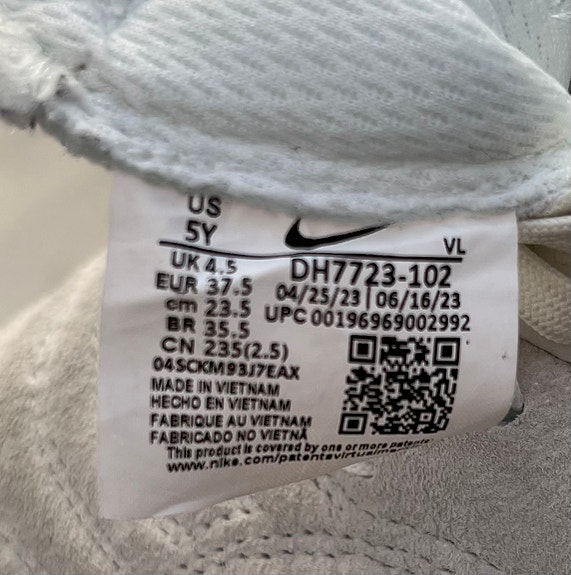 US
5Y
VL
UK 4.5
EUR 37.5
cm 23.5
BR 35.5
CN 235(2.5)
04SCKM93J7EAX
DH7723-102
04/25/23 | 06/16/23
UPC 00196969002992
MADE IN VIETNAM
HECHO EN VIETNAM
FABRIQUE AU VIETNAM
FABRICADO NO VIETNÃ
This product is covered by one or more patents
www.nike.com/patents